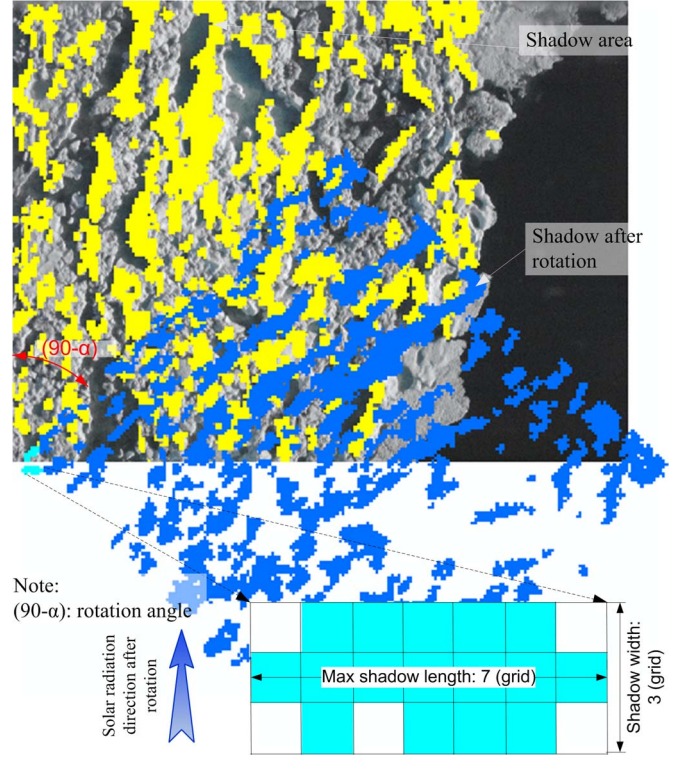 Shadow area
Shadow after
rotation
(90-α)
Note:
(90-α): rotation angle
Solar radiation
direction after
rotation
Max shadow length: 7 (grid)
Shadow width:
3 (grid)